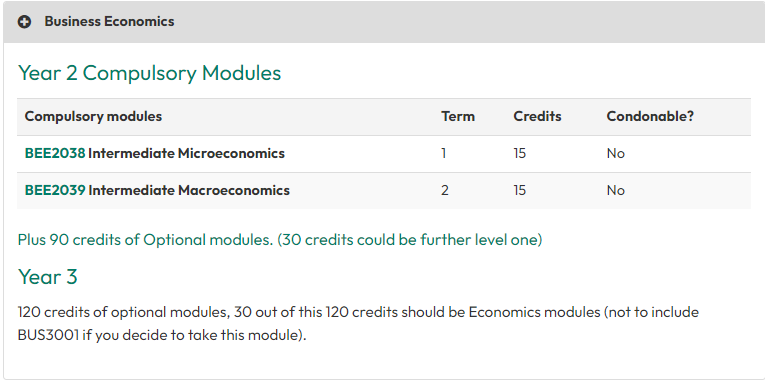 Business Economics
Year 2 Compulsory Modules
Compulsory modules Term Credits Condonable?
BEE2038 Intermediate Microeconomics 1 15 No
BEE2039 Intermediate Macroeconomics 2 15 No
Plus 90 credits of Optional modules. (30 credits could be further level one)
Year 3
120 credits of optional modules, 30 out of this 120 credits should be Economics modules (not to include
BUS3001 if you decide to take this module).